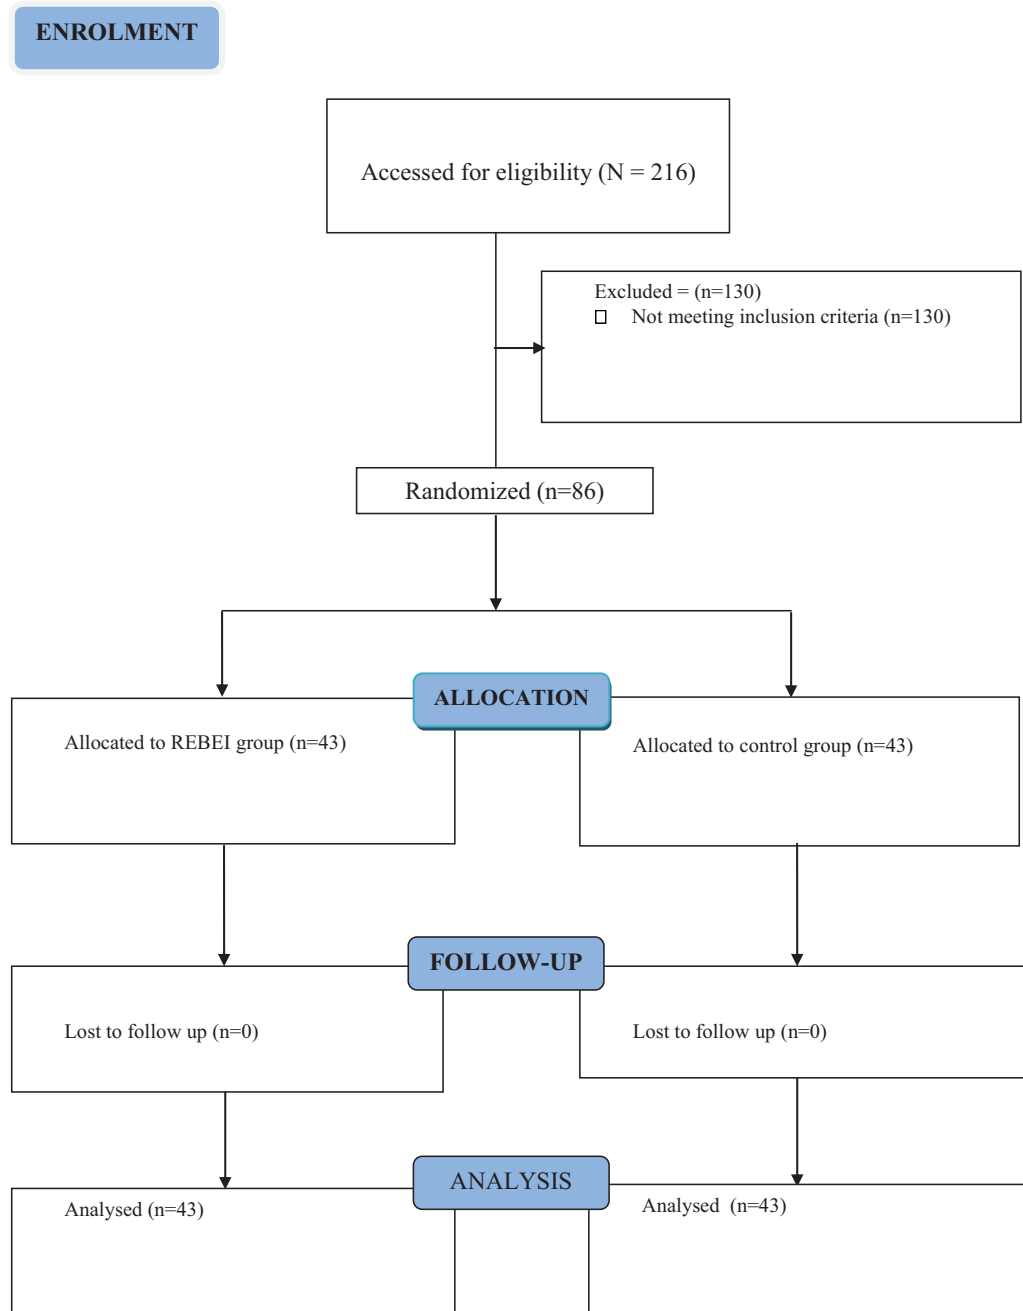 ENROLMENT
Accessed for eligibility (N = 216)
Excluded = (n=130)
Not meeting inclusion criteria (n=130)
Randomized (n=86)
ALLOCATION
Allocated to REBEI group (n=43)
Allocated to control group (n=43)
FOLLOW-UP
Lost to follow up (n=0)
Lost to follow up (n=0)
ANALYSIS
Analysed (n=43)
Analysed (n=43)